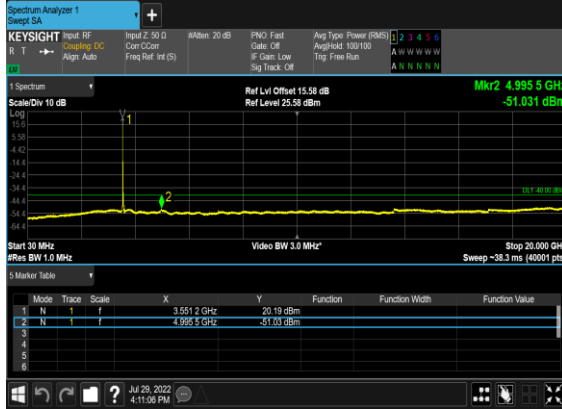 Spectrum Analyzer 1
Swept SA
+
KEYSIGHT Input: RF Input Z: 50 Ω #Atten: 20 dB PNO: Fast Avg Type: Power (RMS) 1 2 3 4 5 6
R T Coupling: DC Corr CCorr Gate: Off Avg|Hold: 100/100 A W W W W W
Align: Auto Freq Ref: Int (S) IF Gain: Low Trig: Free Run
Sig Track: Off A N N N N N
1 Spectrum Ref Lvl Offset 15.58 dB Mkr2 4.995 5 GHz
Scale/Div 10 dB Ref Level 25.58 dBm -51.031 dBm
Log
15.6
1
5.58
-4.42
-14.4
-24.4
-34.4
DL1 -40.00 dBm
-44.4
2
-54.4
-64.4
Start 30 MHz Video BW 3.0 MHz* Stop 20.000 GHz
#Res BW 1.0 MHz Sweep ~38.3 ms (40001 pts)
5 Marker Table
Mode Trace Scale X Y Function Function Width Function Value
1 N 1 f 3.551 2 GHz 20.19 dBm
2 N 1 f 4.995 5 GHz -51.03 dBm
3
4
5
6
? Jul 29, 2022
4:11:06 PM